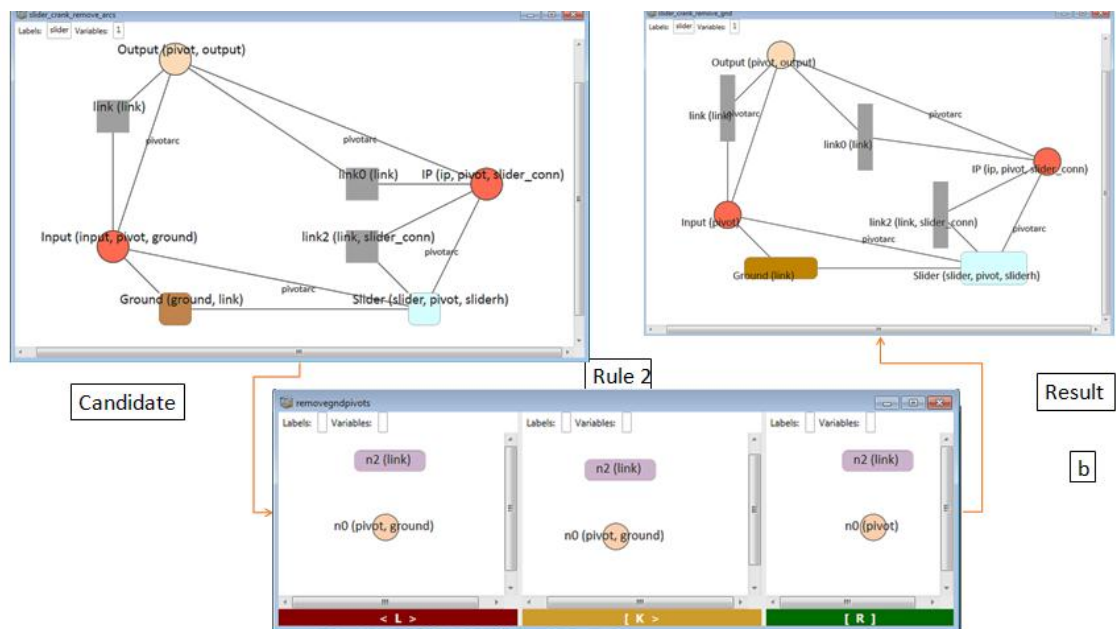 slider_crank_remove_arcs
Labels: slider Variables: 1
Output (pivot, output)
link (link)
pivotarc
pivotarc
link0 (link)
IP (ip, pivot, slider_conn)
Input (input, pivot, ground)
link2 (link, slider_conn)
pivotarc
pivotarc
Ground (ground, link)
Slider (slider, pivot, sliderh)
slider_crank_remove_gnd
Labels: slider Variables: 1
Output (pivot, output)
link (link)
pivotarc
pivotarc
link0 (link)
IP (ip, pivot, slider_conn)
Input (pivot)
link2 (link, slider_conn)
pivotarc
pivotarc
Ground (link)
Slider (slider, pivot, sliderh)
Candidate
Rule 2
Result
b
removegndpivots
Labels: Variables:
n2 (link)
n0 (pivot, ground)
< L >
Labels: Variables:
n2 (link)
n0 (pivot, ground)
[ K >
Labels: Variables:
n2 (link)
n0 (pivot)
[ R ]